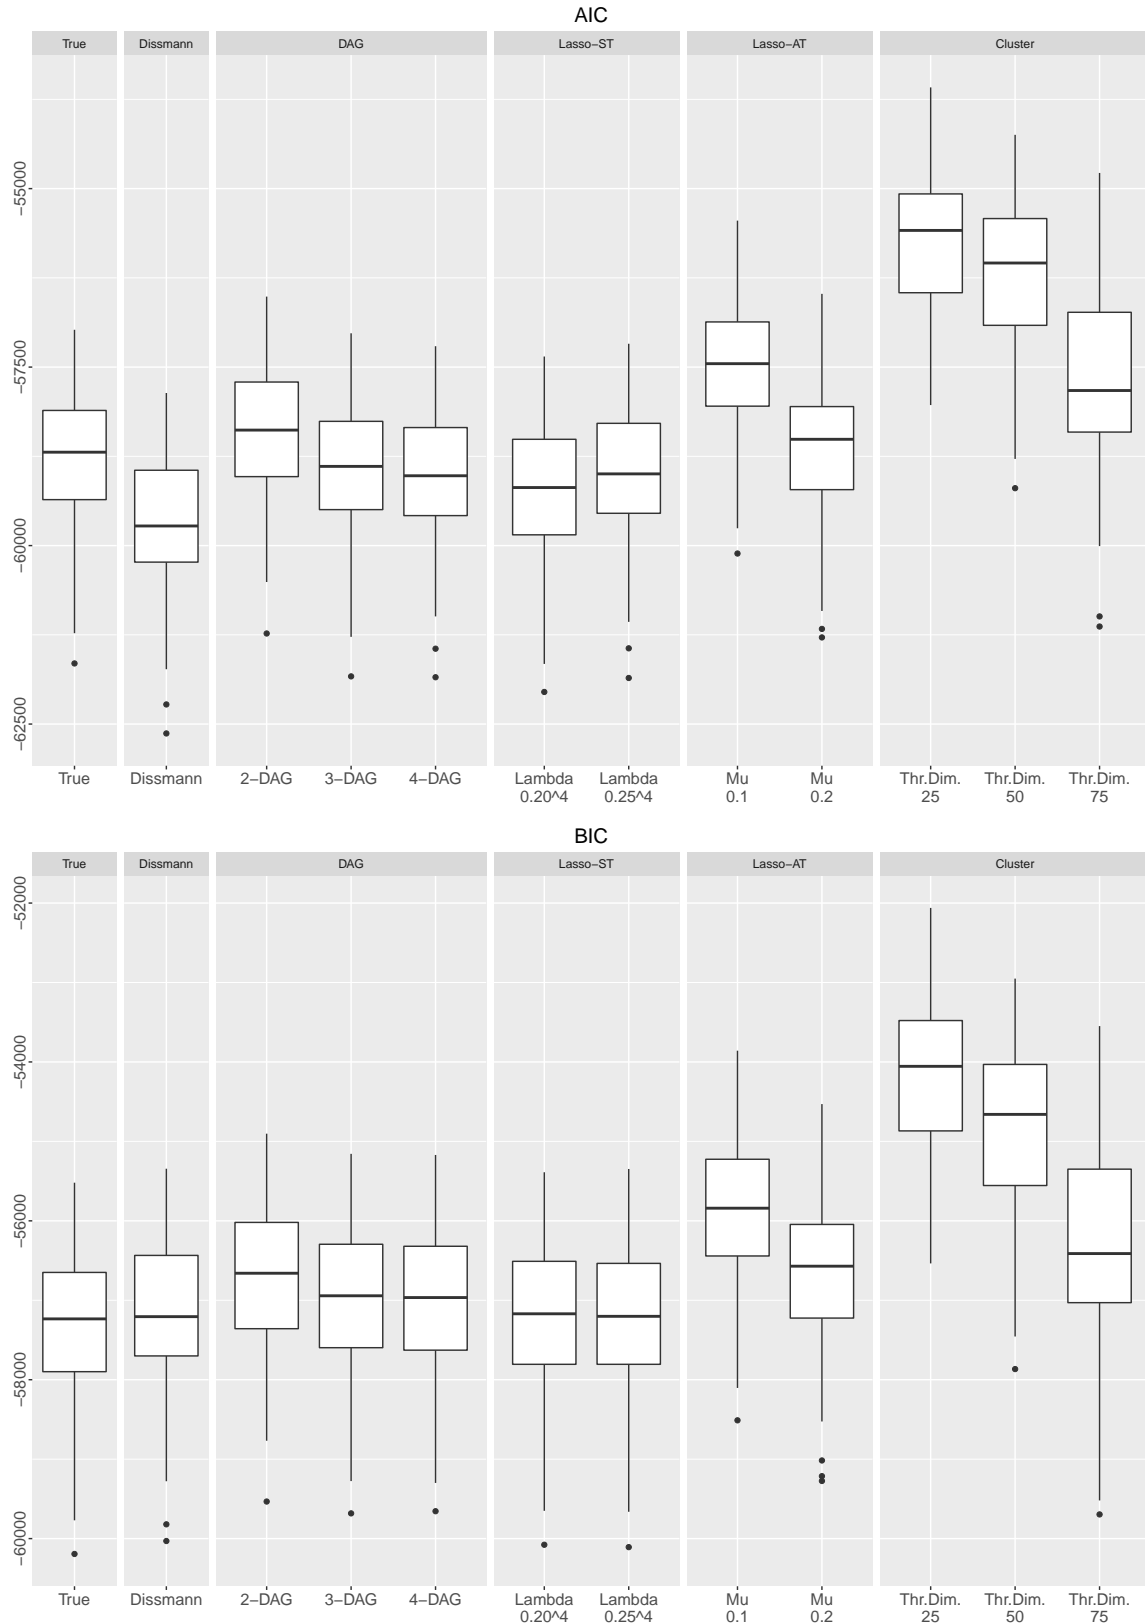 AIC
True Dissmann DAG Lasso−ST Lasso−AT Cluster
−55000
−57500
−60000
−62500
True Dissmann 2−DAG 3−DAG 4−DAG Lambda Lambda Mu Mu Thr.Dim. Thr.Dim. Thr.Dim.
0.20^4 0.25^4 0.1 0.2 25 50 75
BIC
True Dissmann DAG Lasso−ST Lasso−AT Cluster
−52000
−54000
−56000
−58000
−60000
True Dissmann 2−DAG 3−DAG 4−DAG Lambda Lambda Mu Mu Thr.Dim. Thr.Dim. Thr.Dim.
0.20^4 0.25^4 0.1 0.2 25 50 75